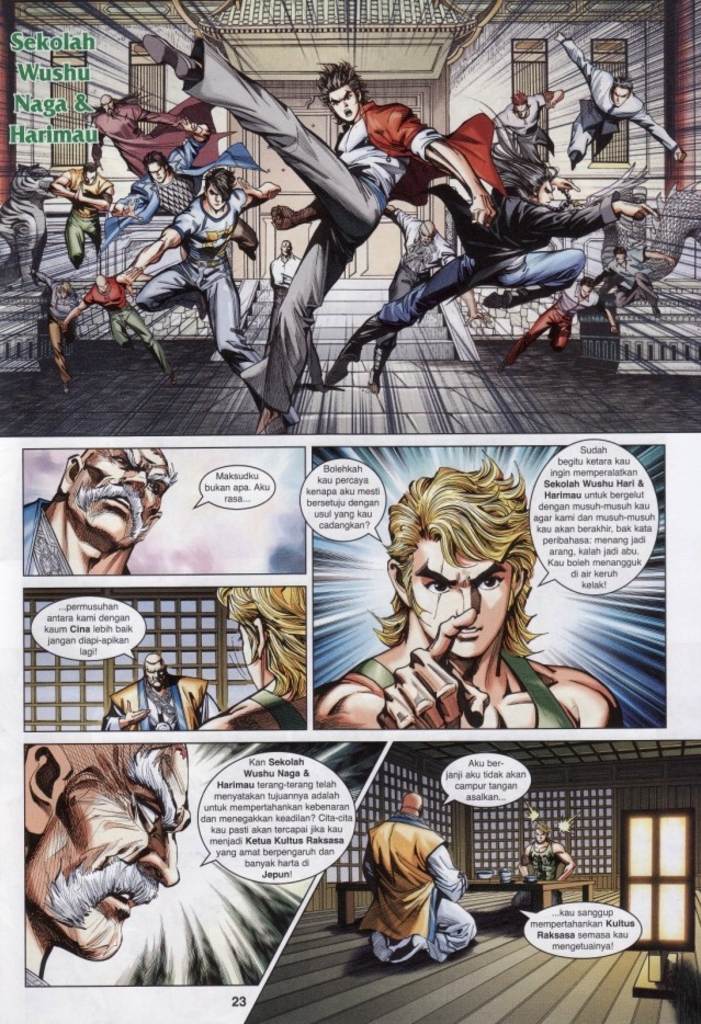 Sekolah
Wushu
Naga &
Harimau
Maksudku
bukan apa. Aku
rasa...
Bolehkah
kau percaya
kenapa aku mesti
bersetuju dengan
usul yang kau
cadangkan?
Sudah
begitu ketara kau
ingin memperalatkan
Sekolah Wushu Hari &
Harimau untuk bergelut
dengan musuh-musuh kau
agar kami dan musuh-musuh
kau akan berakhir, bak kata
peribahasa: menang jadi
arang, kalah jadi abu.
Kau boleh menangguk
di air keruh
kelak!
...permusuhan
antara kami dengan
kaum Cina lebih baik
jangan diapi-apikan
lagi!
Kan Sekolah
Wushu Naga &
Harimau terang-terang telah
menyatakan tujuannya adalah
untuk mempertahankan kebenaran
dan menegakkan keadilan? Cita-cita
kau pasti akan tercapai jika kau
menjadi Ketua Kultus Raksasa
yang amat berpengaruh dan
banyak harta di
Jepun!
Aku ber-
janji aku tidak akan
campur tangan
asalkan...
...kau sanggup
mempertahankan Kultus
Raksasa semasa kau
mengetuainya!
23